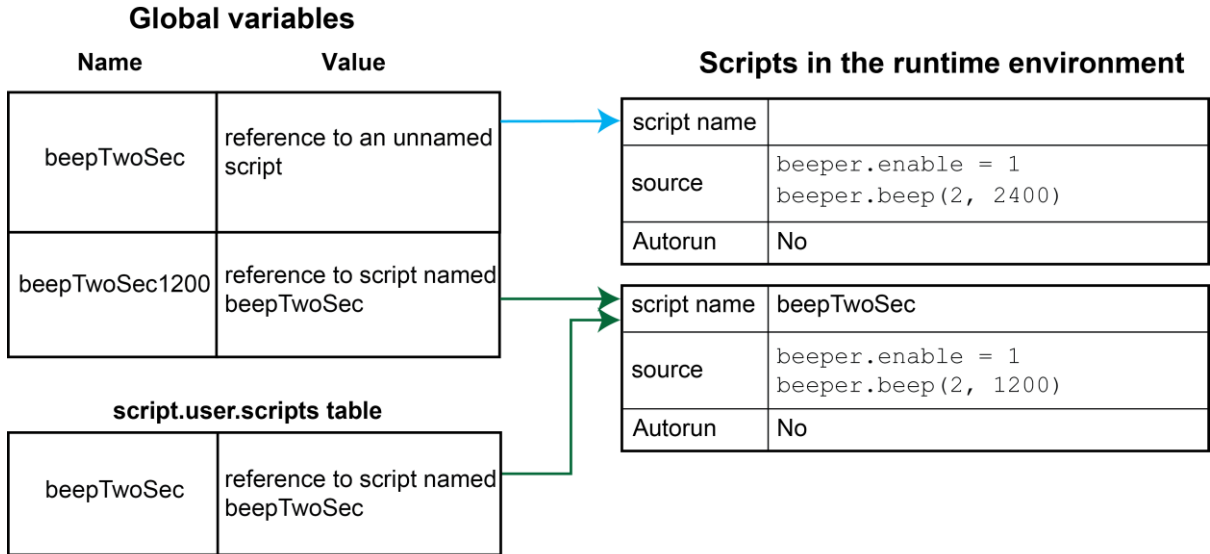 Global variables
Name
Value
beepTwoSec
reference to an unnamed
script
beepTwoSec1200
reference to script named
beepTwoSec
script.user.scripts table
beepTwoSec
reference to script named
beepTwoSec
Scripts in the runtime environment
script name
source
beeper.enable = 1
beeper.beep(2, 2400)
Autorun
No
script name
beepTwoSec
source
beeper.enable = 1
beeper.beep(2, 1200)
Autorun
No